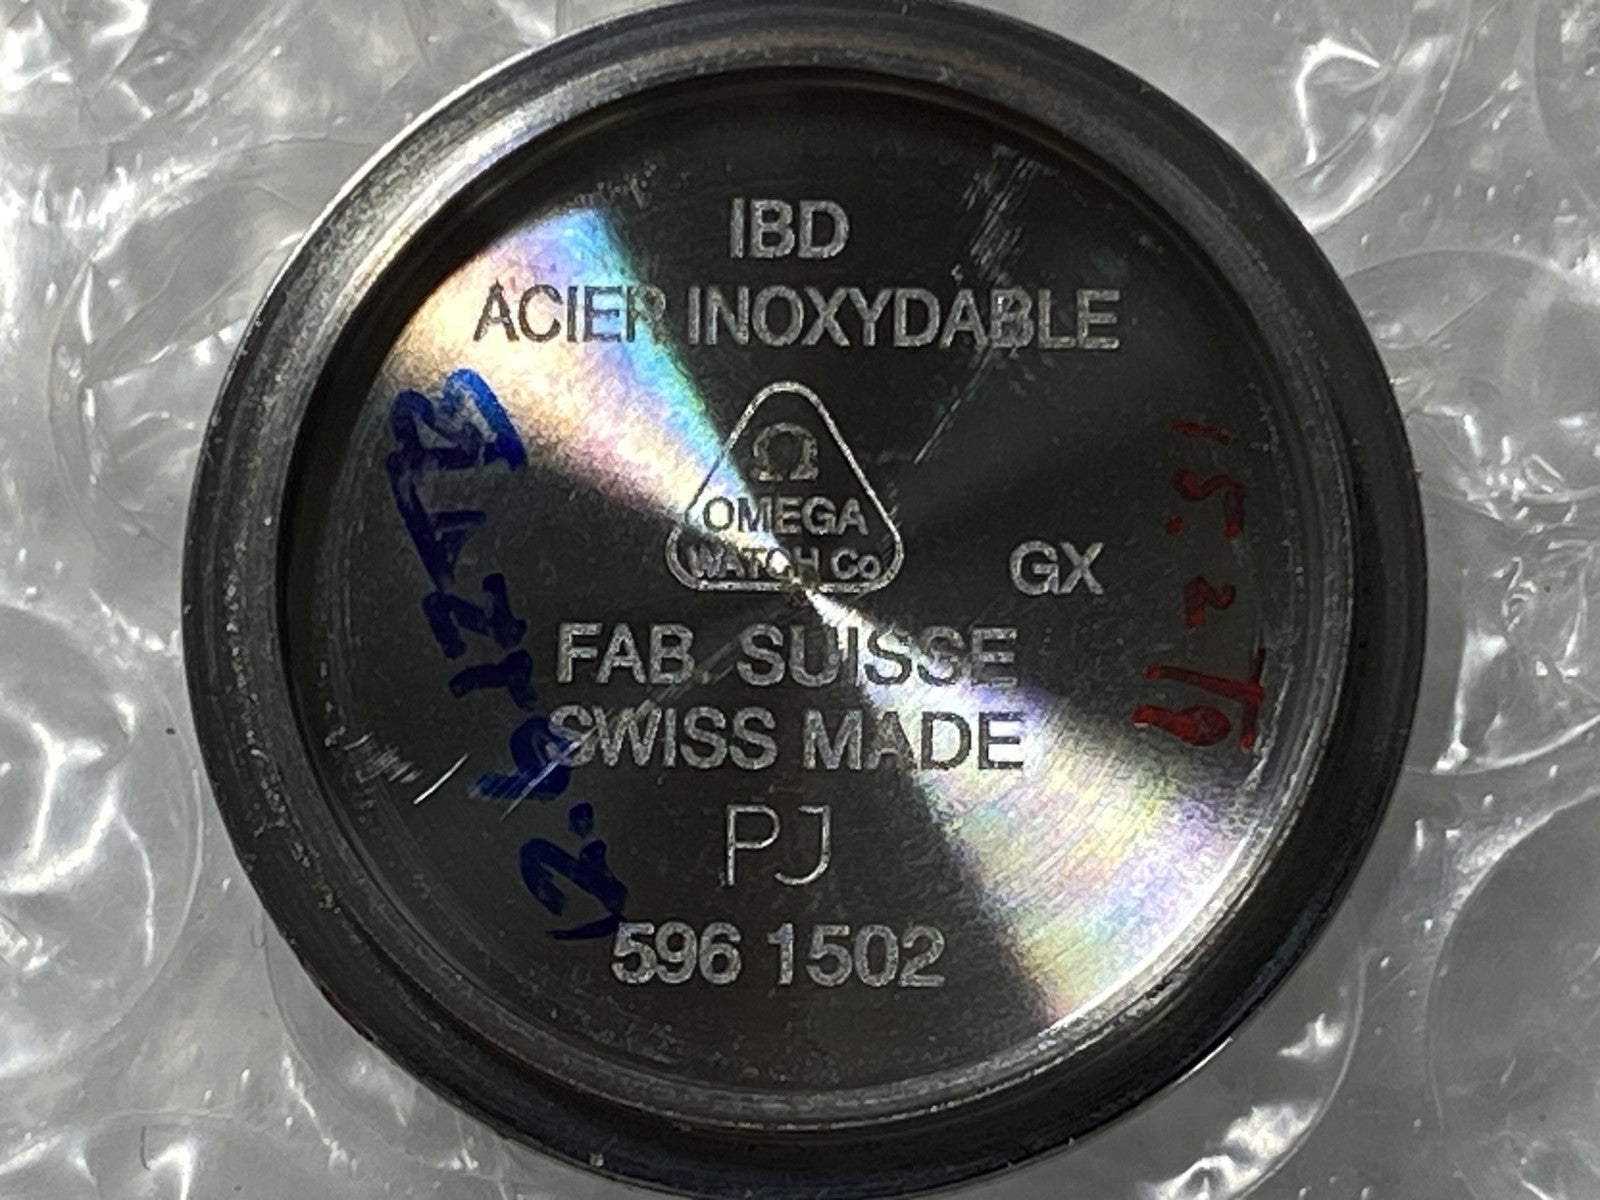 IBD
ACIER INOXYDABLE
Ω
OMEGA
WATCH Co
GX
FAB. SUISSE
SWISS MADE
PJ
596 1502